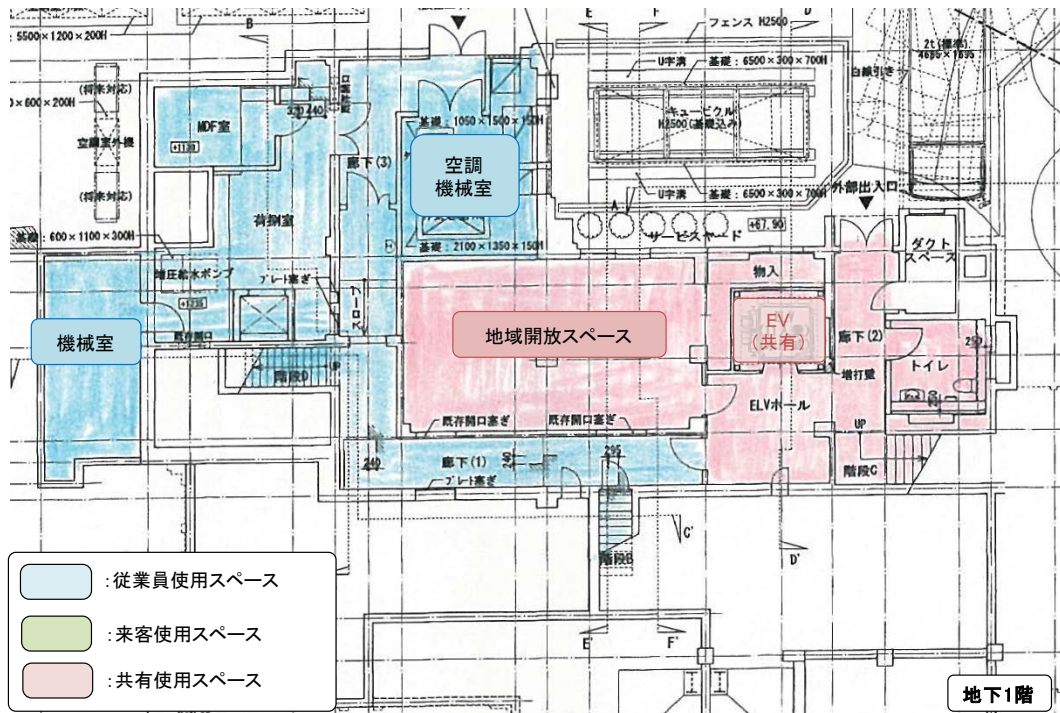 5500×1200×200H
B
E
F
D
フェンス H2500
U字溝
基礎：6500×300×700H
2t(標準)
4685×1695
白線引き
(将来対応)
空調室外機
(将来対応)
MDF室
+1130
廊下(3)
基礎：1050×1500×150H
空調
機械室
キュービクル
H2500(基礎込み)
U字溝
基礎：6500×300×700H
外部出入口
荷捌室
基礎：600×1100×300H
基礎：2100×1350×150H
A
サービスヤード
+67.90
ダクト
スペース
増圧給水ポンプ
プレート塞ぎ
+1235
既存開口
スロープ
機械室
地域開放スペース
物入
EV
(共有)
廊下(2)
増打壁
トイレ
250
階段D
既存開口塞ぎ
既存開口塞ぎ
ELVホール
UP
階段C
240
廊下(1)
240
295
プレート塞ぎ
階段B
C'
D'
E'
F'
：従業員使用スペース
：来客使用スペース
：共有使用スペース
地下1階